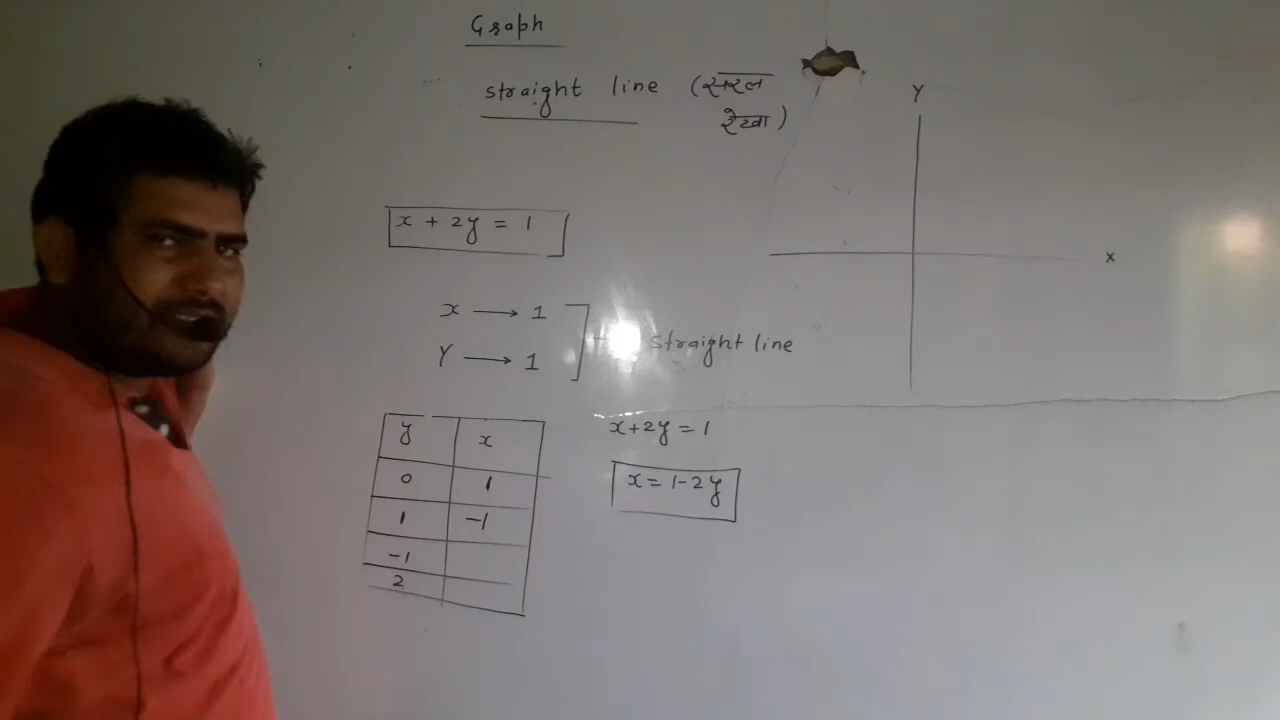 Graph
straight line (सरल
रेखा)
Y
x + 2y = 1
x
x → 1
Y → 1
straight line
y x
0 1
1 -1
-1
2
x+2y = 1
x = 1-2y